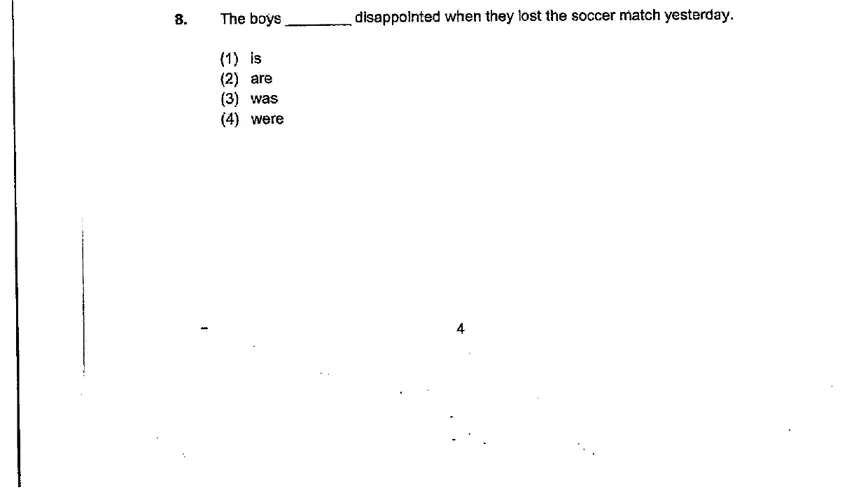 8. The boys ________ disappointed when they lost the soccer match yesterday.
(1) is
(2) are
(3) was
(4) were
4